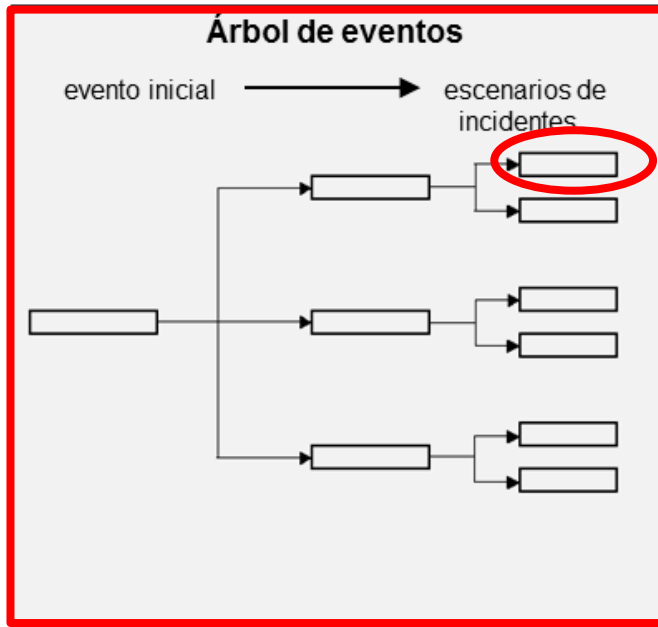 Árbol de eventos
evento inicial
escenarios de
incidentes